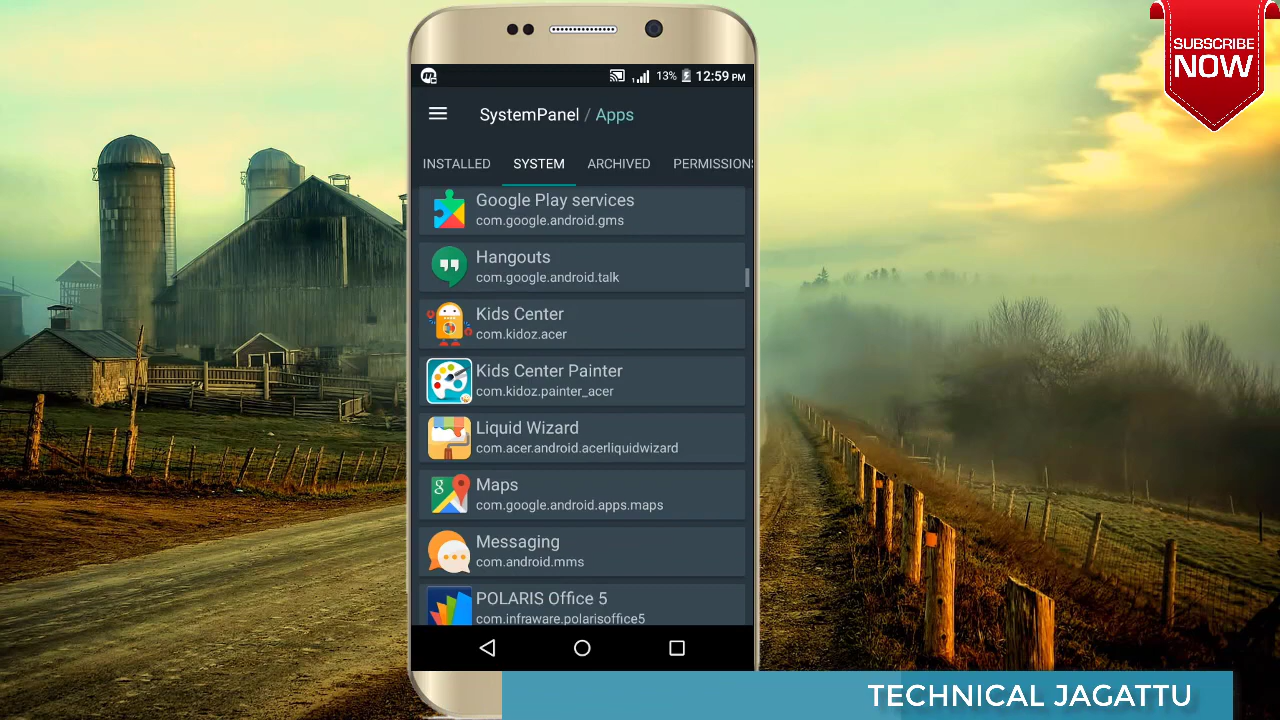 SUBSCRIBE
NOW
13% 12:59 PM
SystemPanel / Apps
INSTALLED SYSTEM ARCHIVED PERMISSIONS
Google Play services
com.google.android.gms
Hangouts
com.google.android.talk
Kids Center
com.kidoz.acer
Kids Center Painter
com.kidoz.painter_acer
Liquid Wizard
com.acer.android.acerliquidwizard
Maps
com.google.android.apps.maps
Messaging
com.android.mms
POLARIS Office 5
com.infraware.polarisoffice5
TECHNICAL JAGATTU